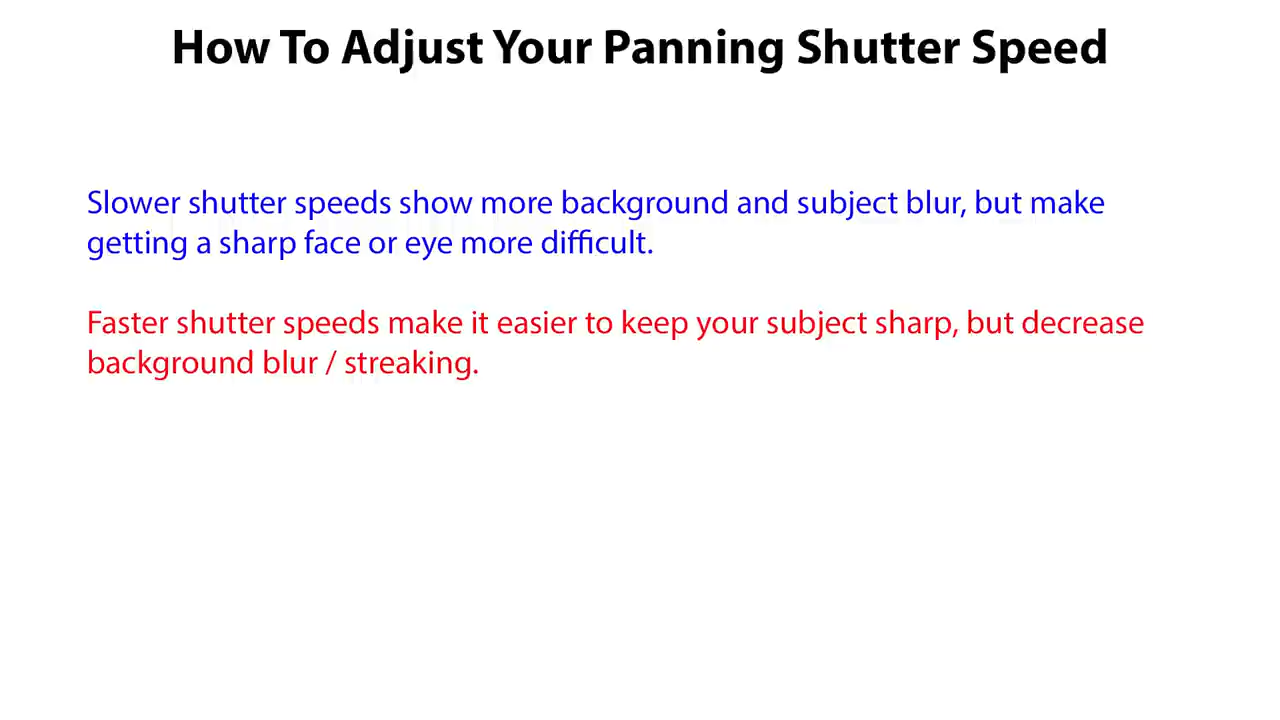 How To Adjust Your Panning Shutter Speed
Slower shutter speeds show more background and subject blur, but make
getting a sharp face or eye more difficult.
Faster shutter speeds make it easier to keep your subject sharp, but decrease
background blur / streaking.